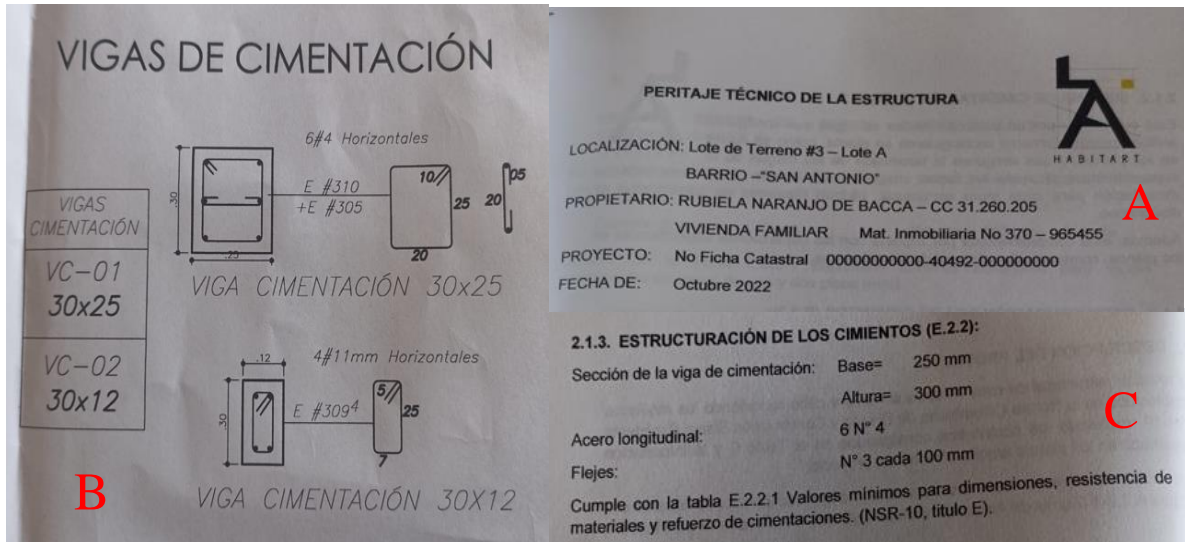 VIGAS DE CIMENTACIÓN
6#4 Horizontales
E #310
+E #305
10
25
20
20
05
.30
.25
VIGAS
CIMENTACIÓN
VC-01
30x25
VC-02
30x12
VIGA CIMENTACIÓN 30x25
.12
4#11mm Horizontales
E #309⁴
5
25
7
.30
VIGA CIMENTACIÓN 30X12
B
PERITAJE TÉCNICO DE LA ESTRUCTURA
HABITART
LOCALIZACIÓN: Lote de Terreno #3 – Lote A
BARRIO –"SAN ANTONIO"
PROPIETARIO: RUBIELA NARANJO DE BACCA – CC 31.260.205
VIVIENDA FAMILIAR Mat. Inmobiliaria No 370 – 965455
PROYECTO: No Ficha Catastral 00000000000-40492-000000000
FECHA DE: Octubre 2022
A
2.1.3. ESTRUCTURACIÓN DE LOS CIMIENTOS (E.2.2):
Sección de la viga de cimentación: Base= 250 mm
Altura= 300 mm
Acero longitudinal: 6 N° 4
Flejes: N° 3 cada 100 mm
Cumple con la tabla E.2.2.1 Valores mínimos para dimensiones, resistencia de
materiales y refuerzo de cimentaciones. (NSR-10, titulo E).
C